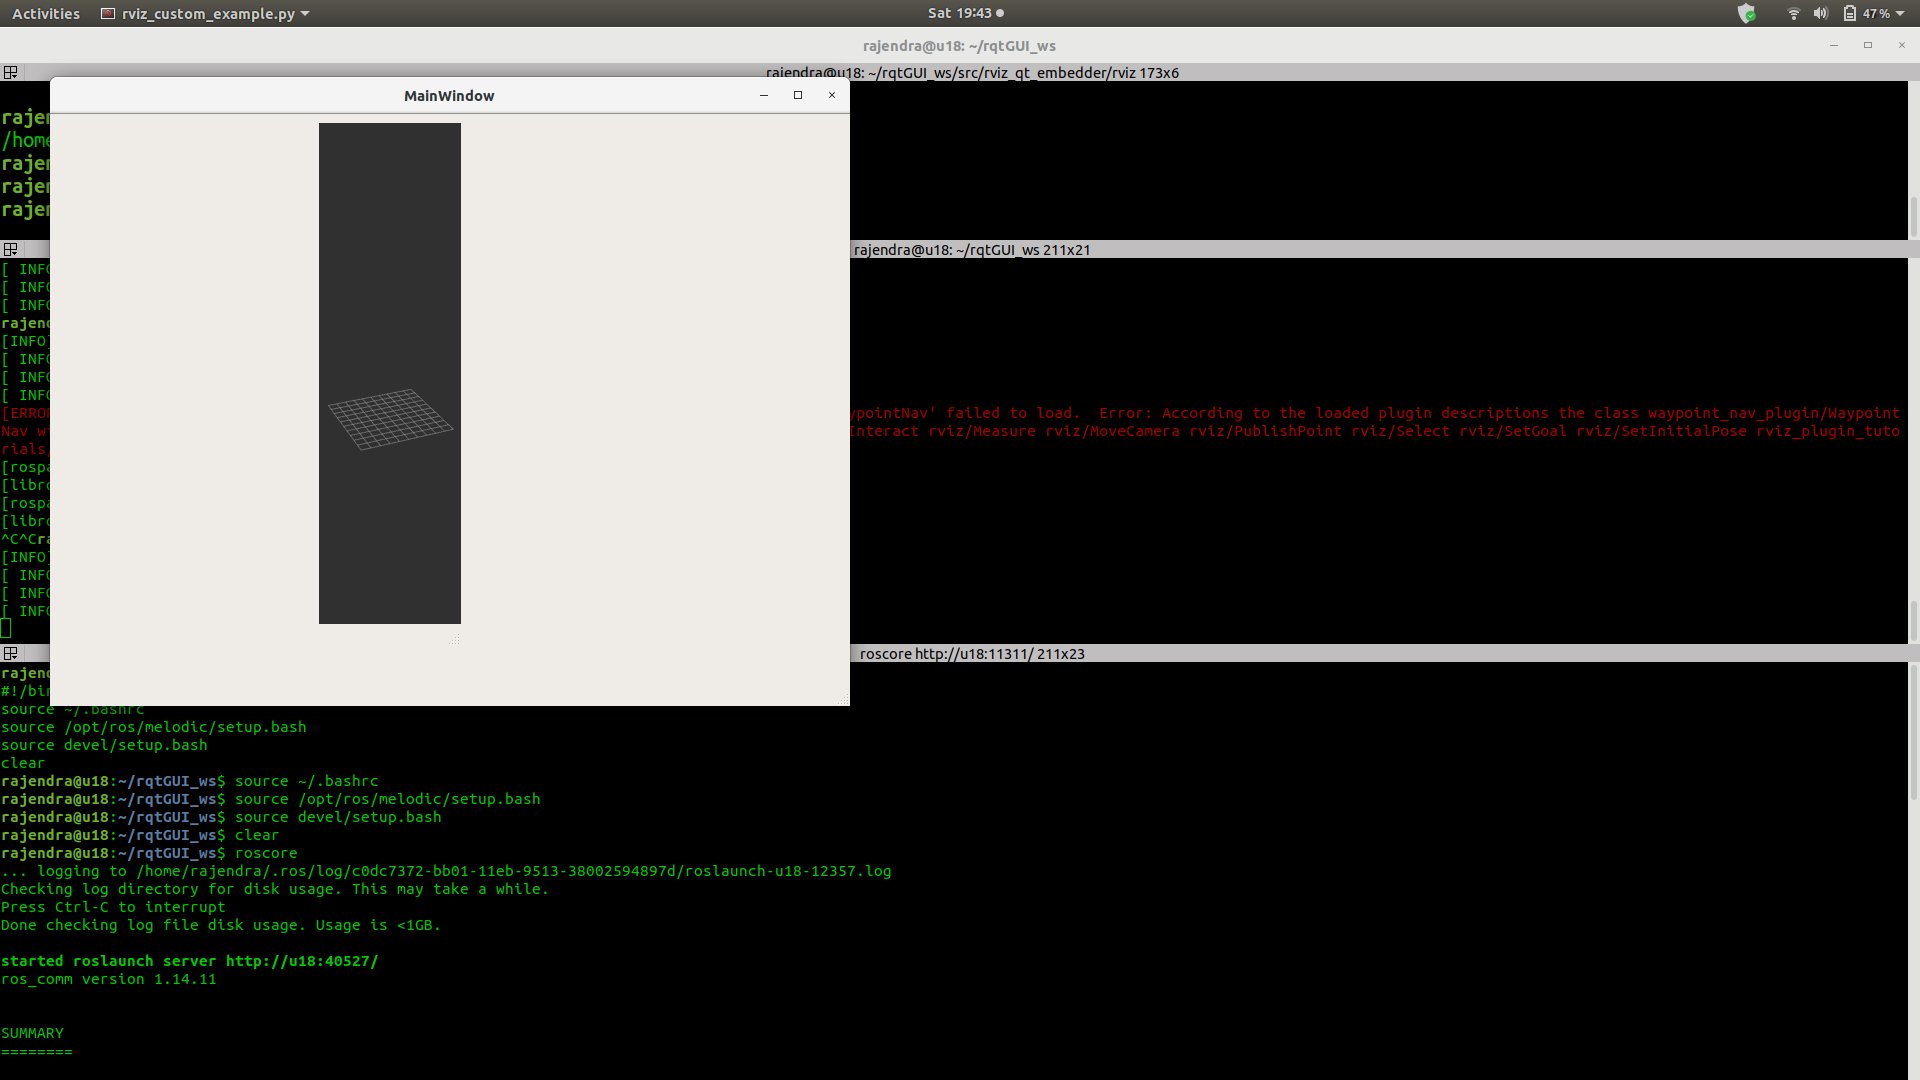 Activities rviz_custom_example.py Sat 19:43 47%
rajendra@u18: ~/rqtGUI_ws
rajendra@u18: ~/rqtGUI_ws/src/rviz_qt_embedder/rviz 173x6
MainWindow
rajen
/home
rajen
rajen
rajen
rajendra@u18: ~/rqtGUI_ws 211x21
[ INFO
[ INFO
[ INFO
rajend
[INFO]
[ INFO
[ INFO
[ INFO
[ERROR ypointNav' failed to load.  Error: According to the loaded plugin descriptions the class waypoint_nav_plugin/Waypoint
Nav wi Interact rviz/Measure rviz/MoveCamera rviz/PublishPoint rviz/Select rviz/SetGoal rviz/SetInitialPose rviz_plugin_tuto
rials/
[rospa
[libro
[rospa
[libro
^C^Cra
[INFO]
[ INFO
[ INFO
[ INFO
roscore http://u18:11311/ 211x23
rajend
#!/bin
source ~/.bashrc
source /opt/ros/melodic/setup.bash
source devel/setup.bash
clear
rajendra@u18:~/rqtGUI_ws$ source ~/.bashrc
rajendra@u18:~/rqtGUI_ws$ source /opt/ros/melodic/setup.bash
rajendra@u18:~/rqtGUI_ws$ source devel/setup.bash
rajendra@u18:~/rqtGUI_ws$ clear
rajendra@u18:~/rqtGUI_ws$ roscore
... logging to /home/rajendra/.ros/log/c0dc7372-bb01-11eb-9513-38002594897d/roslaunch-u18-12357.log
Checking log directory for disk usage. This may take a while.
Press Ctrl-C to interrupt
Done checking log file disk usage. Usage is <1GB.
started roslaunch server http://u18:40527/
ros_comm version 1.14.11
SUMMARY
========